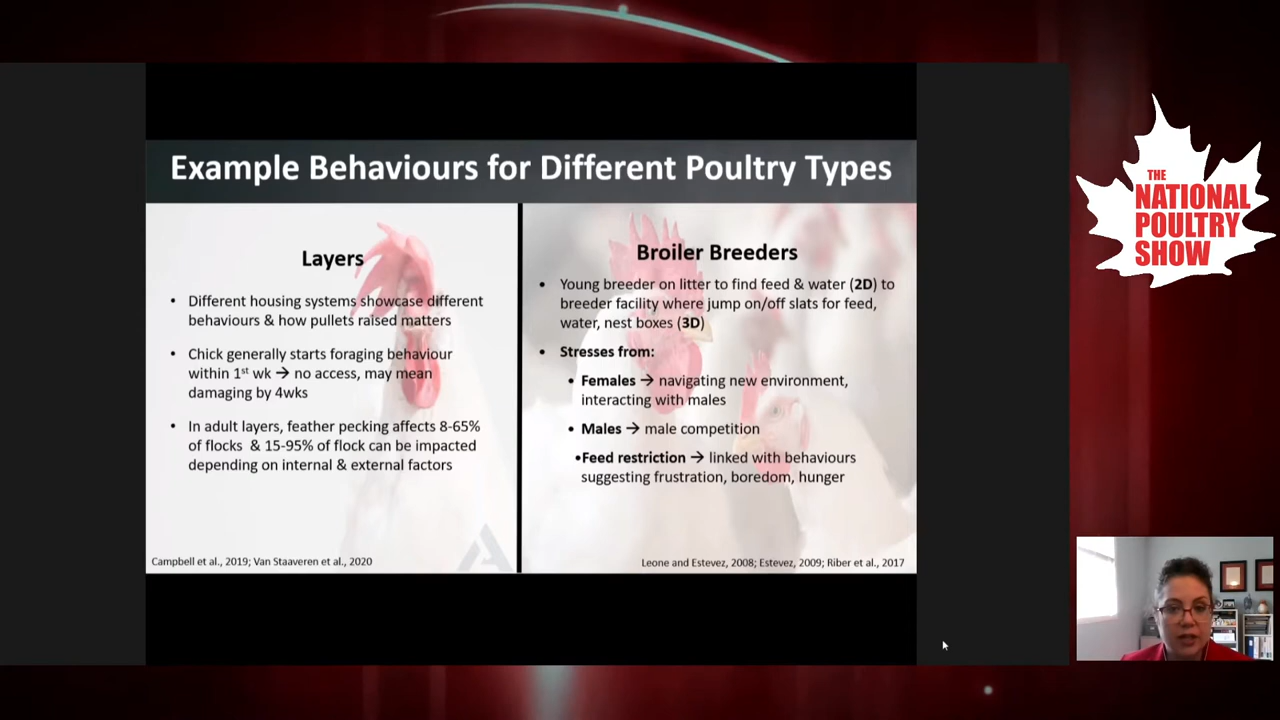 Example Behaviours for Different Poultry Types
Layers
• Different housing systems showcase different
behaviours & how pullets raised matters
• Chick generally starts foraging behaviour
within 1st wk → no access, may mean
damaging by 4wks
• In adult layers, feather pecking affects 8-65%
of flocks & 15-95% of flock can be impacted
depending on internal & external factors
Campbell et al., 2019; Van Staaveren et al., 2020
Broiler Breeders
• Young breeder on litter to find feed & water (2D) to
breeder facility where jump on/off slats for feed,
water, nest boxes (3D)
• Stresses from:
• Females → navigating new environment,
interacting with males
• Males → male competition
•Feed restriction → linked with behaviours
suggesting frustration, boredom, hunger
Leone and Estevez, 2008; Estevez, 2009; Riber et al., 2017
THE
NATIONAL
POULTRY
SHOW